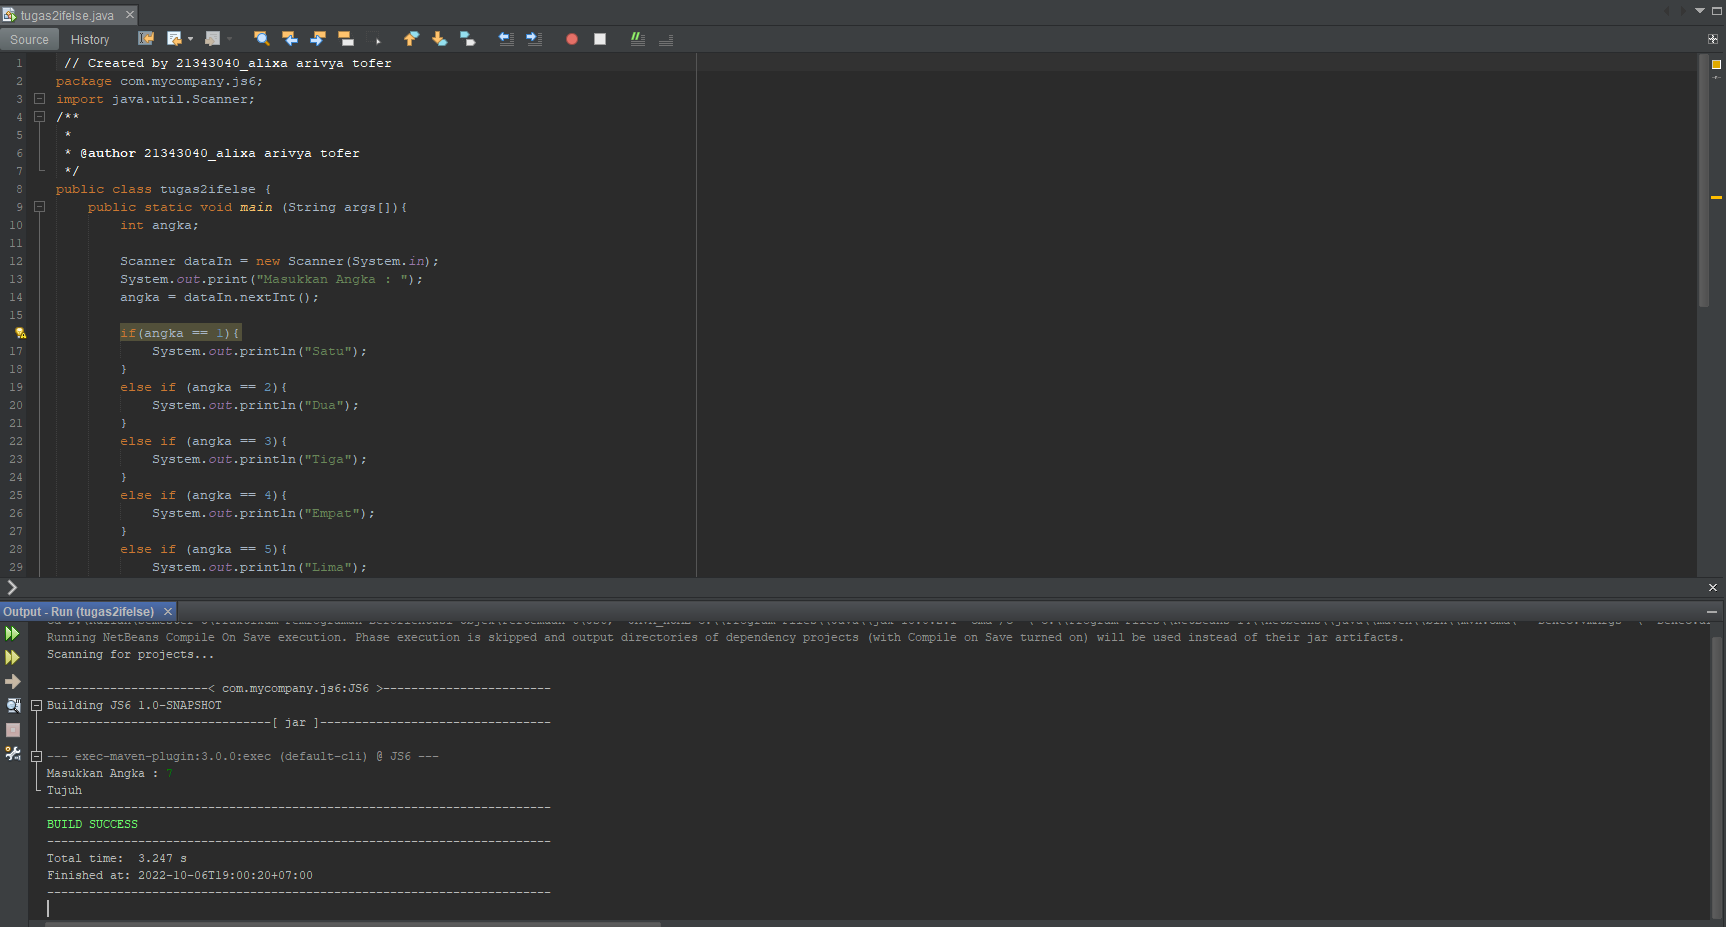 tugas2ifelse.java
Source History
1 // Created by 21343040_alixa arivya tofer
2 package com.mycompany.js6;
3 import java.util.Scanner;
4 /**
5 *
6 * @author 21343040_alixa arivya tofer
7 */
8 public class tugas2ifelse {
9 public static void main (String args[]){
10 int angka;
11
12 Scanner dataIn = new Scanner(System.in);
13 System.out.print("Masukkan Angka : ");
14 angka = dataIn.nextInt();
15
if(angka == 1){
17 System.out.println("Satu");
18 }
19 else if (angka == 2){
20 System.out.println("Dua");
21 }
22 else if (angka == 3){
23 System.out.println("Tiga");
24 }
25 else if (angka == 4){
26 System.out.println("Empat");
27 }
28 else if (angka == 5){
29 System.out.println("Lima");
Output - Run (tugas2ifelse)
Running NetBeans Compile On Save execution. Phase execution is skipped and output directories of dependency projects (with Compile on Save turned on) will be used instead of their jar artifacts.
Scanning for projects...
-----------------------< com.mycompany.js6:JS6 >------------------------
Building JS6 1.0-SNAPSHOT
--------------------------------[ jar ]---------------------------------
--- exec-maven-plugin:3.0.0:exec (default-cli) @ JS6 ---
Masukkan Angka : 7
Tujuh
------------------------------------------------------------------------
BUILD SUCCESS
------------------------------------------------------------------------
Total time:  3.247 s
Finished at: 2022-10-06T19:00:20+07:00
------------------------------------------------------------------------